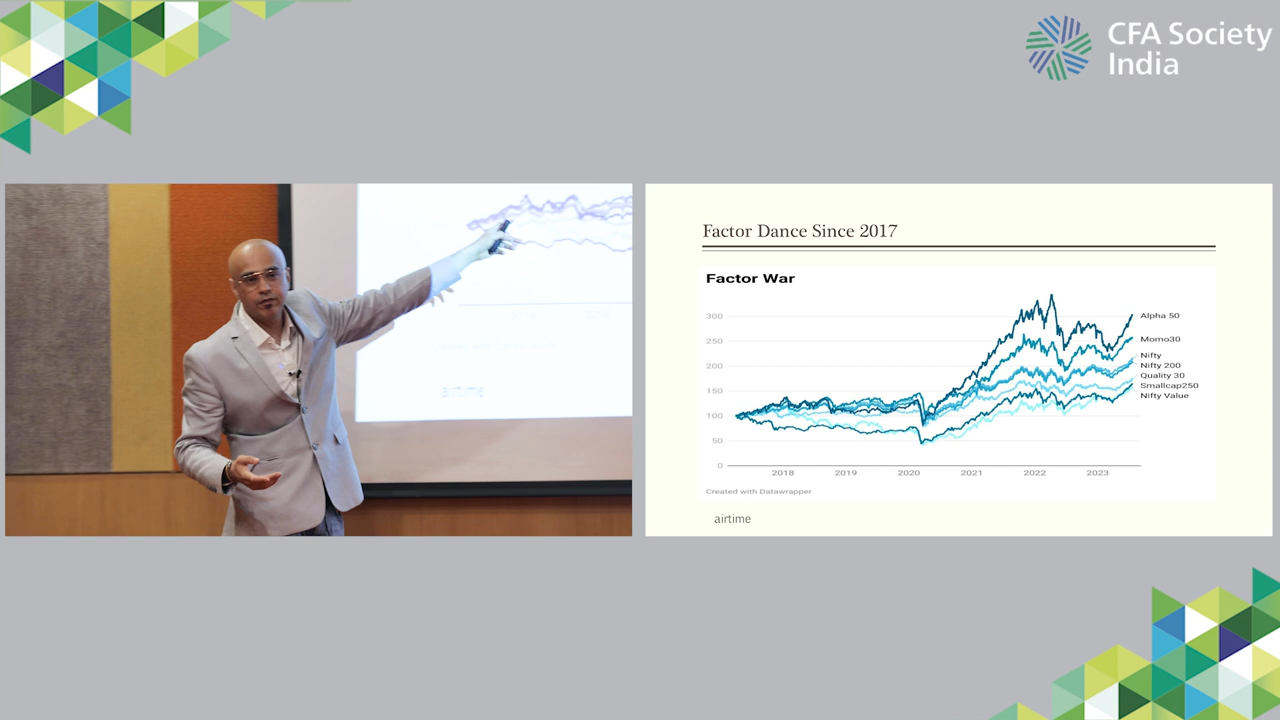 CFA Society
India
Factor Dance Since 2017
Factor War
300
250
200
150
100
50
0
Alpha 50
Momo30
Nifty
Nifty 200
Quality 30
Smallcap250
Nifty Value
2018 2019 2020 2021 2022 2023
Created with Datawrapper
airtime
airtime